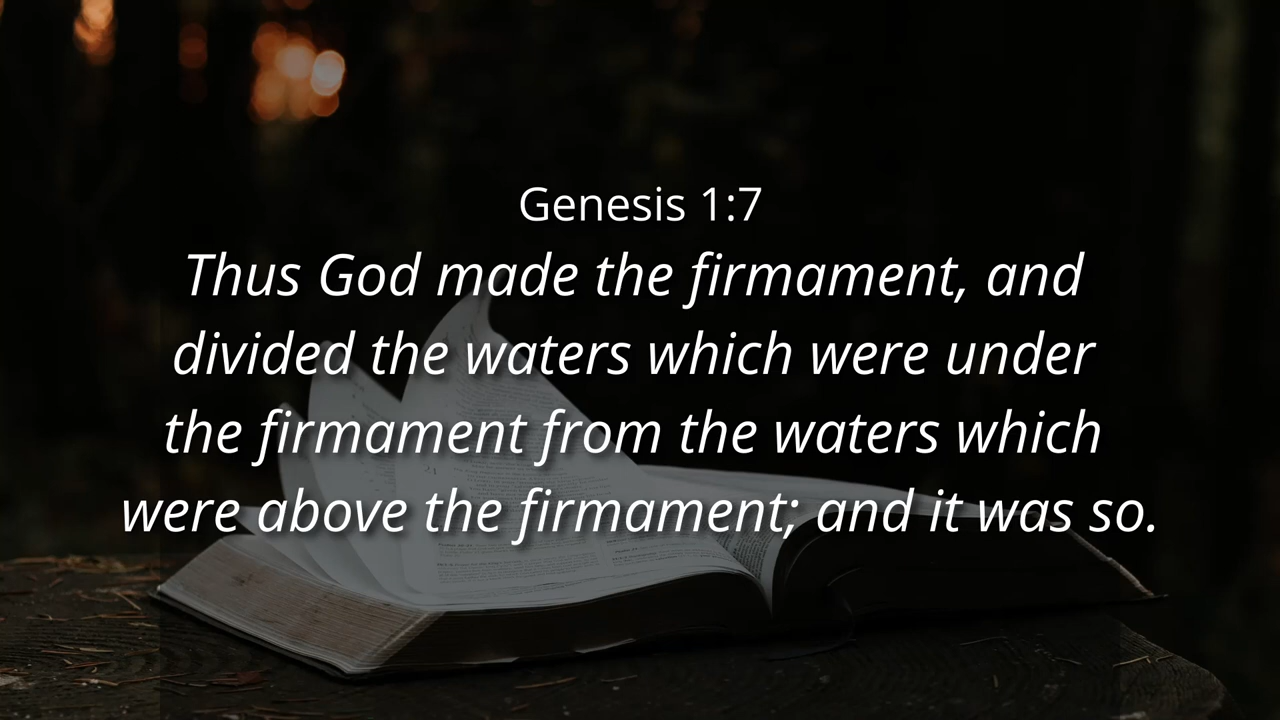 Genesis 1:7
Thus God made the firmament, and
divided the waters which were under
the firmament from the waters which
were above the firmament; and it was so.